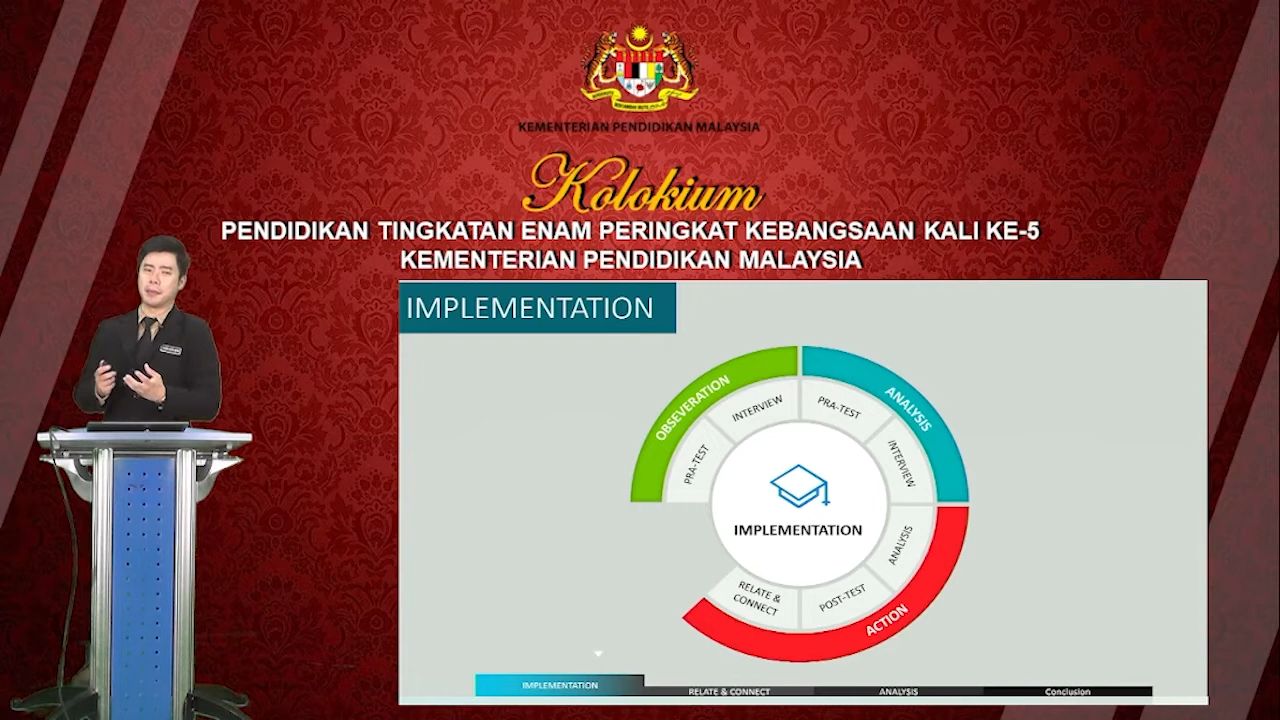 KEMENTERIAN PENDIDIKAN MALAYSIA
Kolokium
PENDIDIKAN TINGKATAN ENAM PERINGKAT KEBANGSAAN KALI KE-5
KEMENTERIAN PENDIDIKAN MALAYSIA
IMPLEMENTATION
OBSEVERATION
ANALYSIS
INTERVIEW
PRA-TEST
PRA-TEST
INTERVIEW
IMPLEMENTATION
ANALYSIS
RELATE &
CONNECT
POST-TEST
ACTION
IMPLEMENTATION
RELATE & CONNECT
ANALYSIS
Conclusion